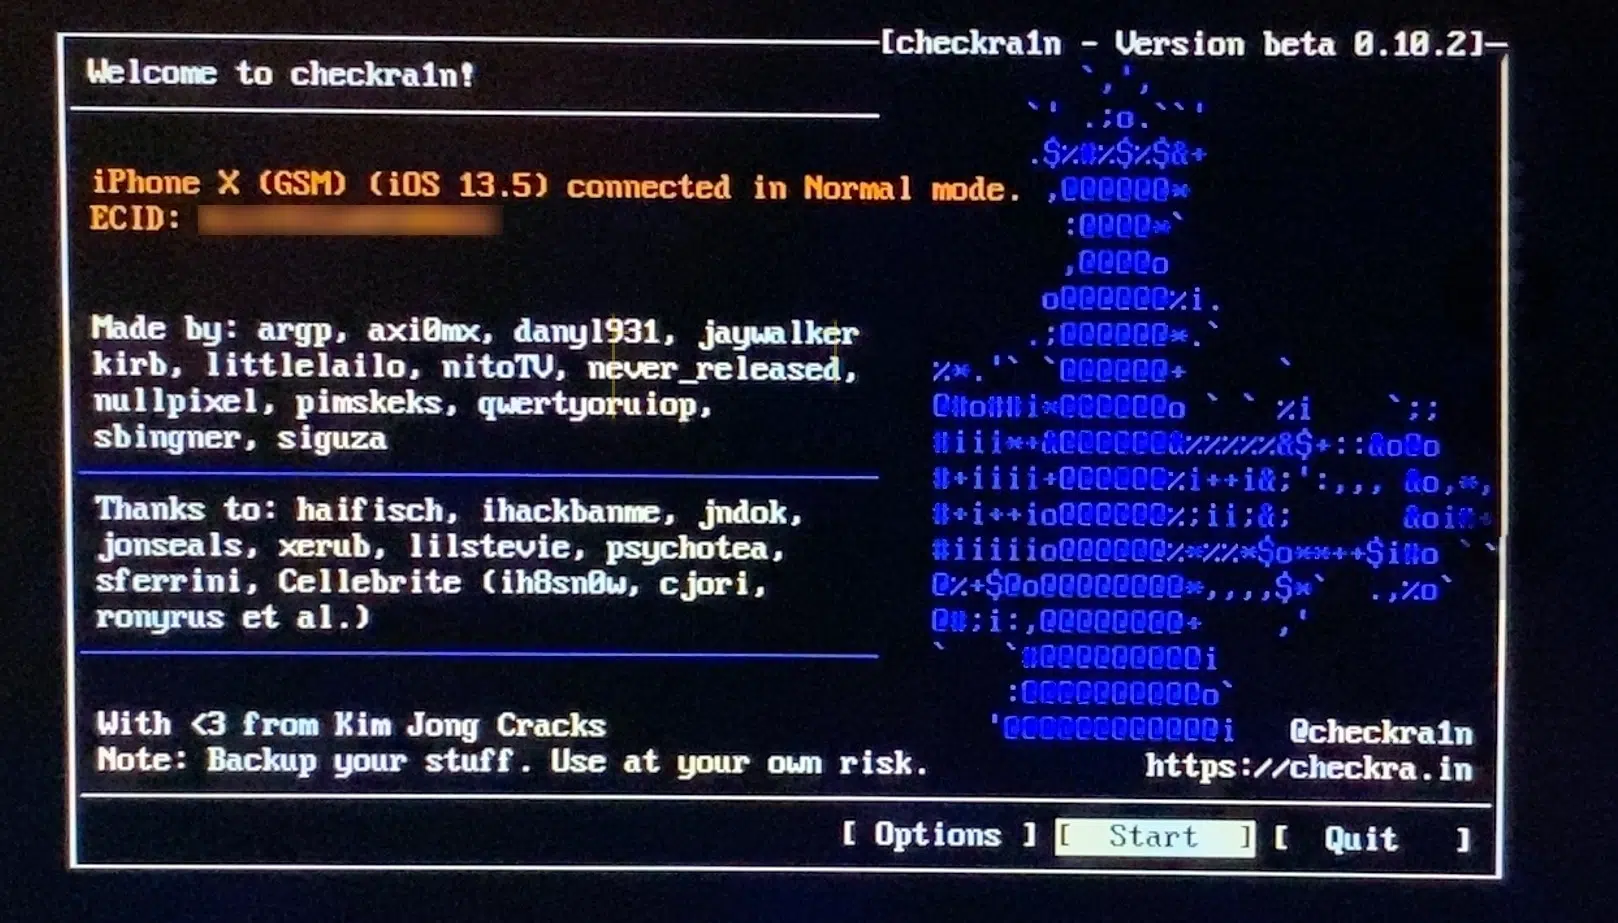 [checkra1n - Version beta 0.10.2]
Welcome to checkra1n!
iPhone X (GSM) (iOS 13.5) connected in Normal mode.
ECID:
Made by: argp, axi0mx, danyl931, jaywalker
kirb, littlelailo, nitoTV, never_released,
nullpixel, pimskeks, qwertyoruiop,
sbingner, siguza
Thanks to: haifisch, ihackbanme, jndok,
jonseals, xerub, lilstevie, psychotea,
sferrini, Cellebrite (ih8sn0w, cjori,
ronyrus et al.)
With <3 from Kim Jong Cracks
Note: Backup your stuff. Use at your own risk.
@checkra1n
https://checkra.in
[ Options ] [ Start ] [ Quit ]